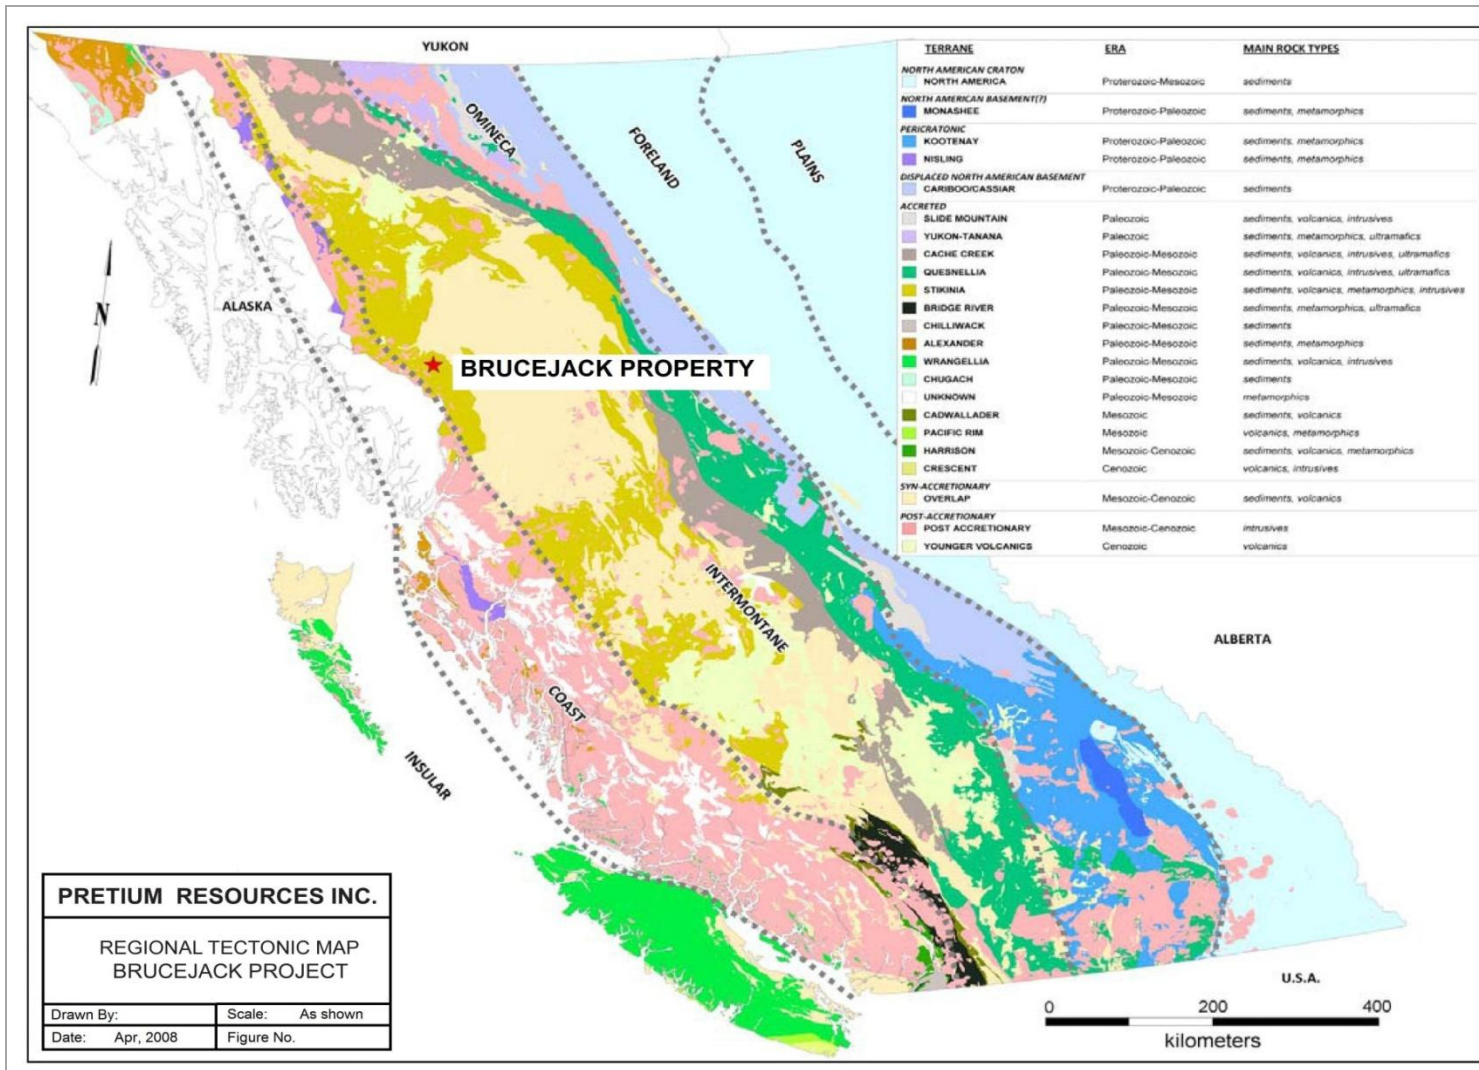 YUKON
OMINECA
FORELAND
PLAINS
ALASKA
N
BRUCEJACK PROPERTY
INTERMONTANE
COAST
INSULAR
ALBERTA
U.S.A.
TERRANE ERA MAIN ROCK TYPES
NORTH AMERICAN CRATON
NORTH AMERICA Proterozoic-Mesozoic sediments
NORTH AMERICAN BASEMENT(?)
MONASHEE Proterozoic-Paleozoic sediments, metamorphics
PERICRATONIC
KOOTENAY Proterozoic-Paleozoic sediments, metamorphics
NISLING Proterozoic-Paleozoic sediments, metamorphics
DISPLACED NORTH AMERICAN BASEMENT
CARIBOO/CASSIAR Proterozoic-Paleozoic sediments
ACCRETED
SLIDE MOUNTAIN Paleozoic sediments, volcanics, intrusives
YUKON-TANANA Paleozoic sediments, metamorphics, ultramafics
CACHE CREEK Paleozoic-Mesozoic sediments, volcanics, intrusives, ultramafics
QUESNELLIA Paleozoic-Mesozoic sediments, volcanics, intrusives, ultramafics
STIKINIA Paleozoic-Mesozoic sediments, volcanics, metamorphics, intrusives
BRIDGE RIVER Paleozoic-Mesozoic sediments, metamorphics, ultramafics
CHILLIWACK Paleozoic-Mesozoic sediments
ALEXANDER Paleozoic-Mesozoic sediments, metamorphics
WRANGELLIA Paleozoic-Mesozoic sediments, volcanics, intrusives
CHUGACH Paleozoic-Mesozoic sediments
UNKNOWN Paleozoic-Mesozoic metamorphics
CADWALLADER Mesozoic sediments, volcanics
PACIFIC RIM Mesozoic volcanics, metamorphics
HARRISON Mesozoic-Cenozoic sediments, volcanics, metamorphics
CRESCENT Cenozoic volcanics, intrusives
SYN-ACCRETIONARY
OVERLAP Mesozoic-Cenozoic sediments, volcanics
POST-ACCRETIONARY
POST ACCRETIONARY Mesozoic-Cenozoic intrusives
YOUNGER VOLCANICS Cenozoic volcanics
PRETIUM RESOURCES INC.
REGIONAL TECTONIC MAP
BRUCEJACK PROJECT
Drawn By: Scale: As shown
Date: Apr, 2008 Figure No.
0 200 400
kilometers